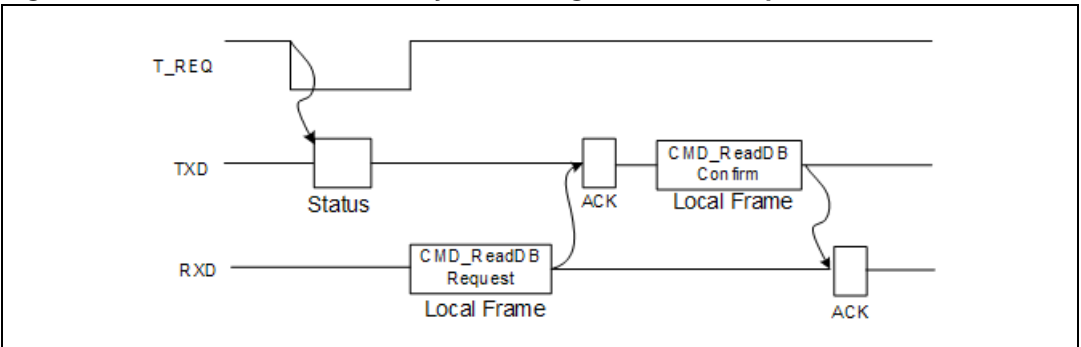 T_REQ
TXD
Status
ACK
CMD_ReadDB
Confirm
Local Frame
RXD
CMD_ReadDB
Request
Local Frame
ACK